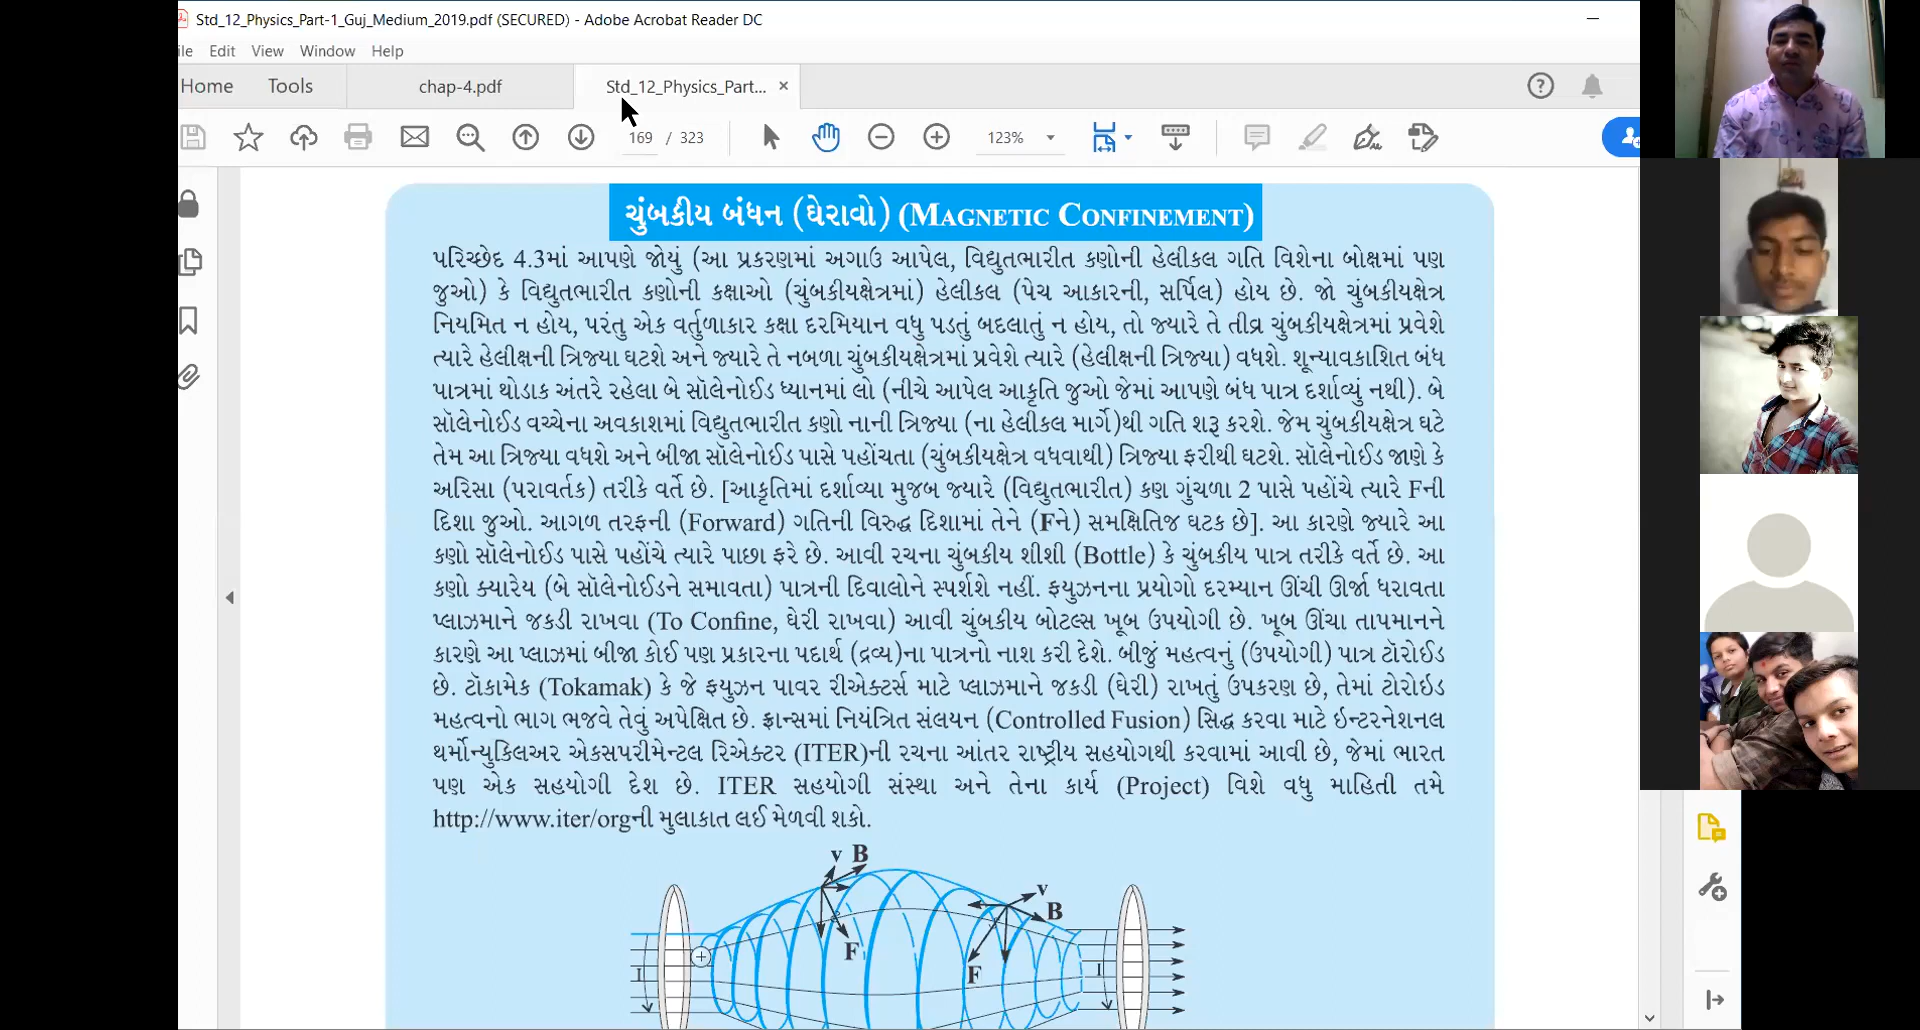 Std_12_Physics_Part-1_Guj_Medium_2019.pdf (SECURED) - Adobe Acrobat Reader DC
ile Edit View Window Help
Home Tools chap-4.pdf Std_12_Physics_Part... ×
169 / 323 123%
ચુંબકીય બંધન (ઘેરાવો) (MAGNETIC CONFINEMENT)
પરિચ્છેદ 4.3માં આપણે જોયું (આ પ્રકરણમાં અગાઉ આપેલ, વિદ્યુતભારીત કણોની હેલીકલ ગતિ વિશેના બોક્ષમાં પણ
જુઓ) કે વિદ્યુતભારીત કણોની કક્ષાઓ (ચુંબકીયક્ષેત્રમાં) હેલીકલ (પેચ આકારની, સર્પિલ) હોય છે. જો ચુંબકીયક્ષેત્ર
નિયમિત ન હોય, પરંતુ એક વર્તુળાકાર કક્ષા દરમિયાન વધુ પડતું બદલાતું ન હોય, તો જ્યારે તે તીવ્ર ચુંબકીયક્ષેત્રમાં પ્રવેશે
ત્યારે હેલીક્ષની ત્રિજ્યા ઘટશે અને જ્યારે તે નબળા ચુંબકીયક્ષેત્રમાં પ્રવેશે ત્યારે (હેલીક્ષની ત્રિજ્યા) વધશે. શૂન્યાવકાશિત બંધ
પાત્રમાં થોડાક અંતરે રહેલા બે સૉલેનોઈડ ધ્યાનમાં લો (નીચે આપેલ આકૃતિ જુઓ જેમાં આપણે બંધ પાત્ર દર્શાવ્યું નથી). બે
સૉલેનોઈડ વચ્ચેના અવકાશમાં વિદ્યુતભારીત કણો નાની ત્રિજ્યા (ના હેલીકલ માર્ગે)થી ગતિ શરૂ કરશે. જેમ ચુંબકીયક્ષેત્ર ઘટે
તેમ આ ત્રિજ્યા વધશે અને બીજા સૉલેનોઈડ પાસે પહોંચતા (ચુંબકીયક્ષેત્ર વધવાથી) ત્રિજ્યા ફરીથી ઘટશે. સૉલેનોઈડ જાણે કે
અરિસા (પરાવર્તક) તરીકે વર્તે છે. [આકૃતિમાં દર્શાવ્યા મુજબ જ્યારે (વિદ્યુતભારીત) કણ ગુંચળા 2 પાસે પહોંચે ત્યારે Fની
દિશા જુઓ. આગળ તરફની (Forward) ગતિની વિરુદ્ધ દિશામાં તેને (Fને) સમક્ષિતિજ ઘટક છે]. આ કારણે જ્યારે આ
કણો સૉલેનોઈડ પાસે પહોંચે ત્યારે પાછા ફરે છે. આવી રચના ચુંબકીય શીશી (Bottle) કે ચુંબકીય પાત્ર તરીકે વર્તે છે. આ
કણો ક્યારેય (બે સૉલેનોઈડને સમાવતા) પાત્રની દિવાલોને સ્પર્શશે નહીં. ફયુઝનના પ્રયોગો દરમ્યાન ઊંચી ઊર્જા ધરાવતા
પ્લાઝમાને જકડી રાખવા (To Confine, ઘેરી રાખવા) આવી ચુંબકીય બોટલ્સ ખૂબ ઉપયોગી છે. ખૂબ ઊંચા તાપમાનને
કારણે આ પ્લાઝમાં બીજા કોઈ પણ પ્રકારના પદાર્થ (દ્રવ્ય)ના પાત્રનો નાશ કરી દેશે. બીજું મહત્વનું (ઉપયોગી) પાત્ર ટૉરોઈડ
છે. ટૉકામેક (Tokamak) કે જે ફયુઝન પાવર રીએક્ટર્સ માટે પ્લાઝમાને જકડી (ઘેરી) રાખતું ઉપકરણ છે, તેમાં ટોરોઇડ
મહત્વનો ભાગ ભજવે તેવું અપેક્ષિત છે. ફ્રાન્સમાં નિયંત્રિત સંલયન (Controlled Fusion) સિદ્ધ કરવા માટે ઇન્ટરનેશનલ
થર્મોન્યુક્લિઅર એકસપરીમેન્ટલ રિએક્ટર (ITER)ની રચના આંતર રાષ્ટ્રીય સહયોગથી કરવામાં આવી છે, જેમાં ભારત
પણ એક સહયોગી દેશ છે. ITER સહયોગી સંસ્થા અને તેના કાર્ય (Project) વિશે વધુ માહિતી તમે
http://www.iter/orgની મુલાકાત લઈ મેળવી શકો.
v B
v
B
F
F
I
I